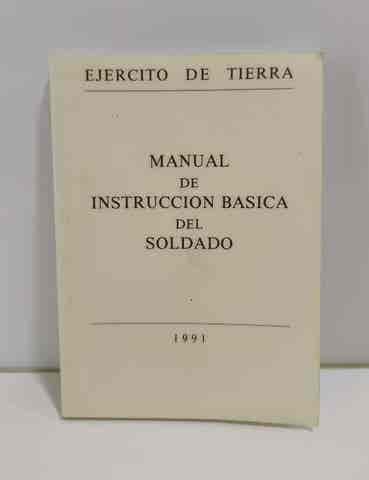 EJERCITO DE TIERRA
MANUAL
DE
INSTRUCCION BASICA
DEL
SOLDADO
1991